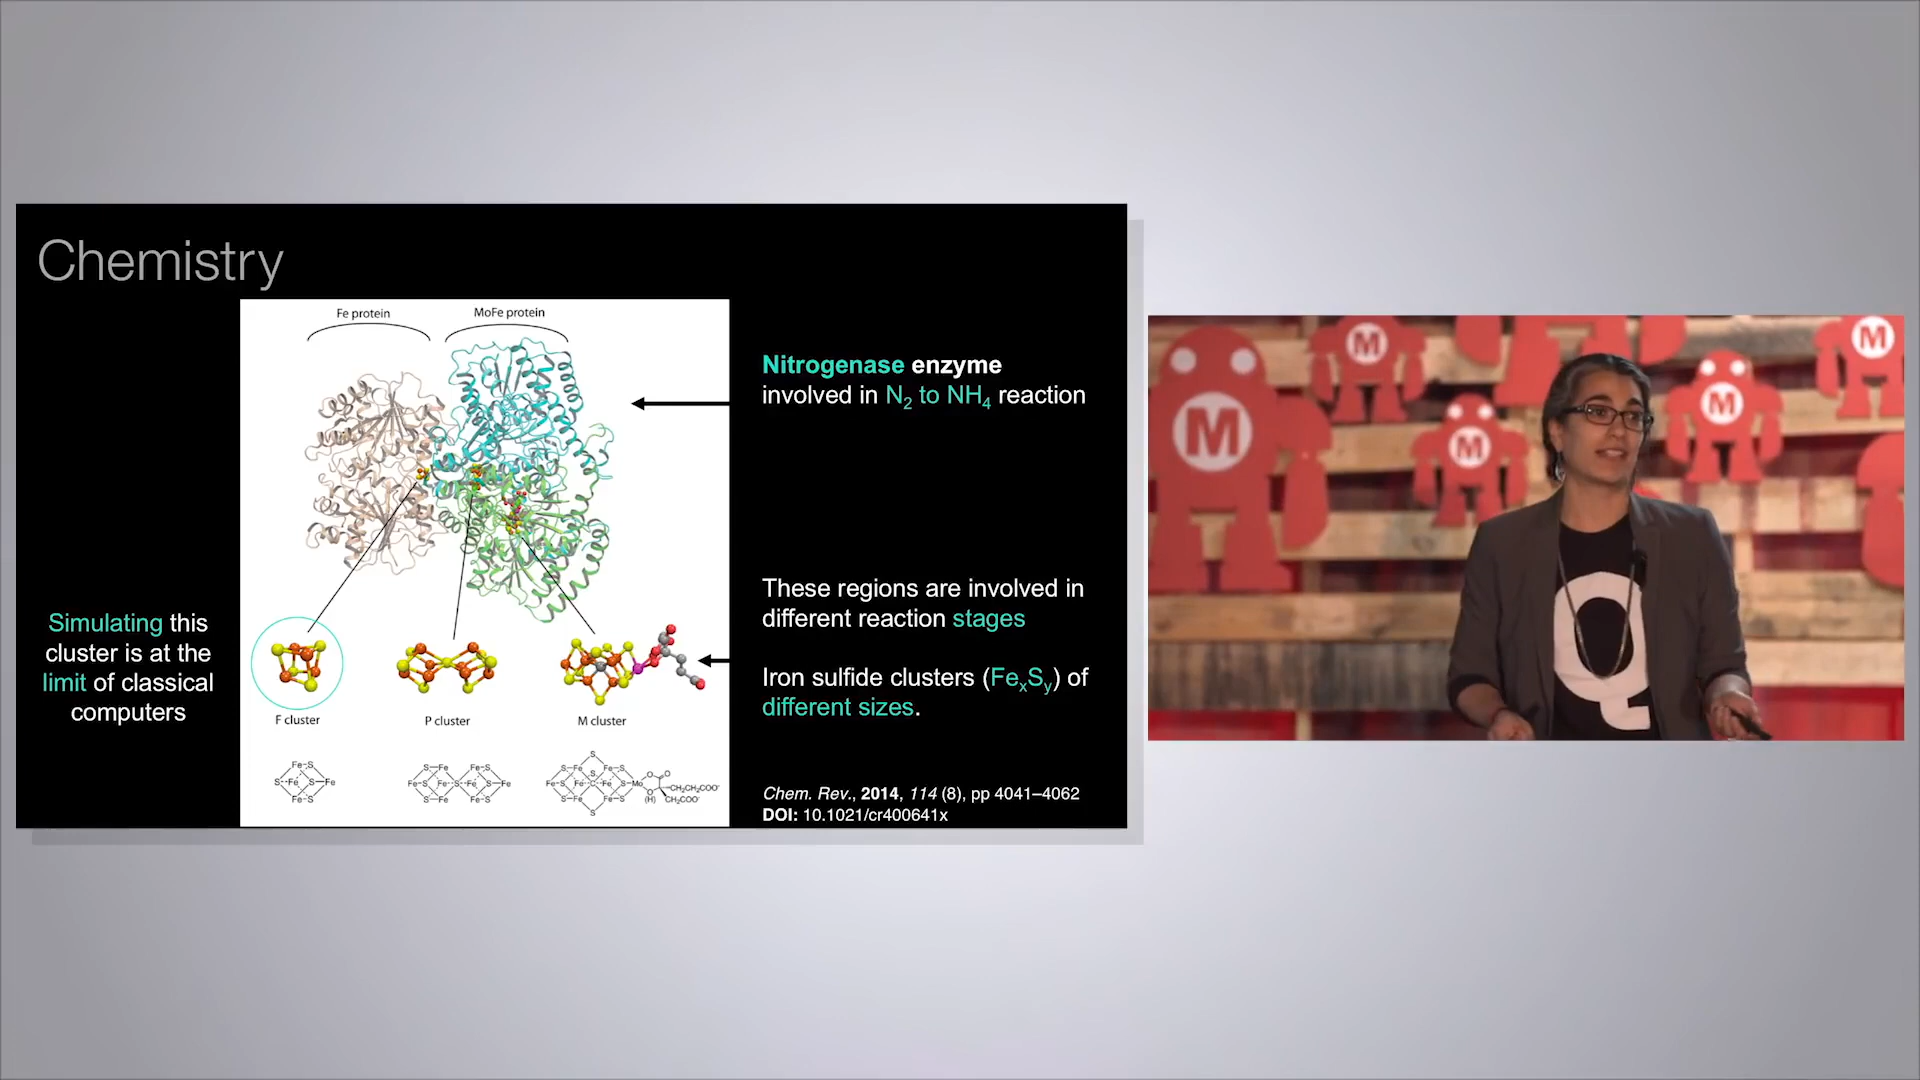 Chemistry
Fe protein
MoFe protein
Nitrogenase enzyme
involved in N2 to NH4 reaction
These regions are involved in
different reaction stages
Iron sulfide clusters (FexSy) of
different sizes.
Simulating this
cluster is at the
limit of classical
computers
F cluster
P cluster
M cluster
Chem. Rev., 2014, 114 (8), pp 4041–4062
DOI: 10.1021/cr400641x
M
M
M
M
M
Q